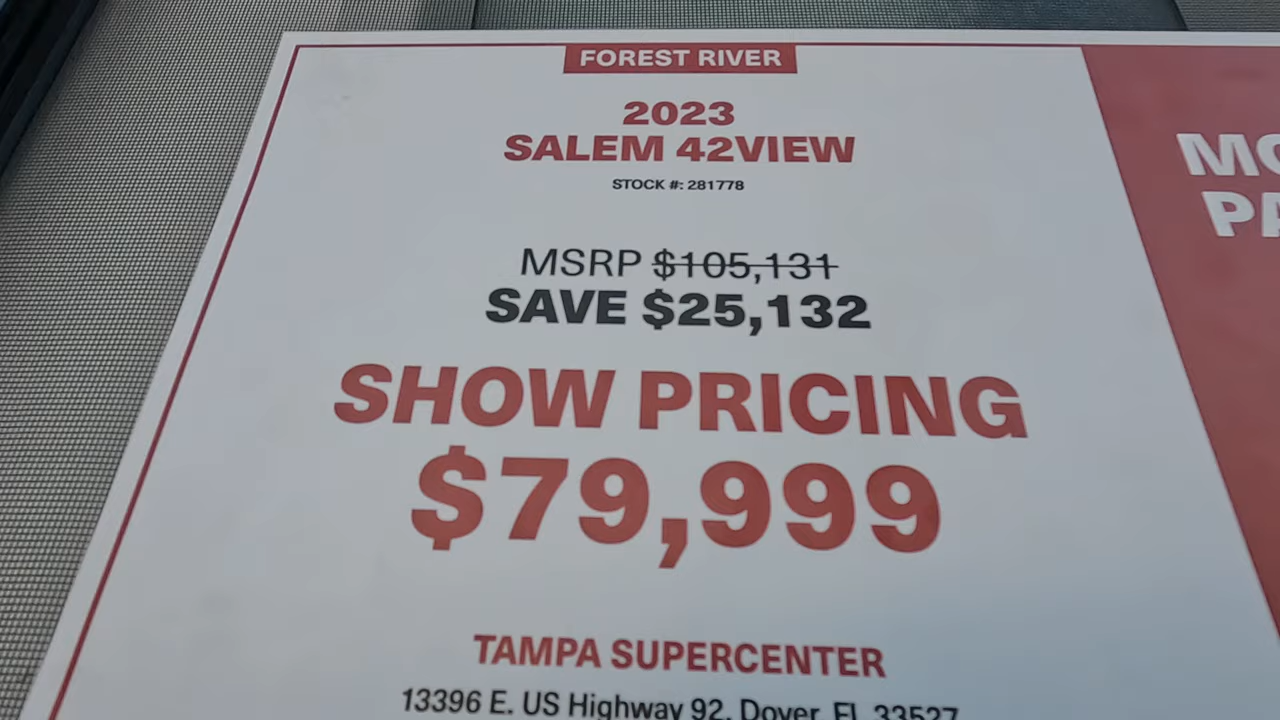 FOREST RIVER
2023
SALEM 42VIEW
STOCK #: 281778
MSRP $105,131
SAVE $25,132
SHOW PRICING
$79,999
TAMPA SUPERCENTER
13396 E. US Highway 92, Dover, FL 33527